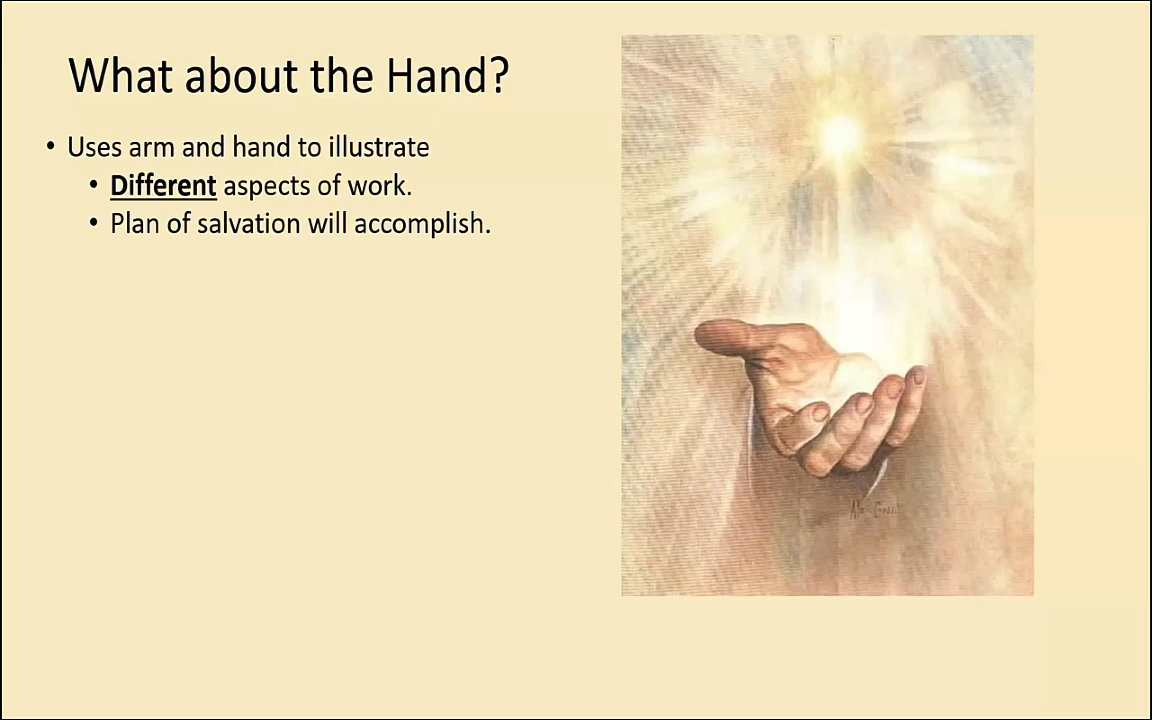 What about the Hand?
• Uses arm and hand to illustrate
• Different aspects of work.
• Plan of salvation will accomplish.